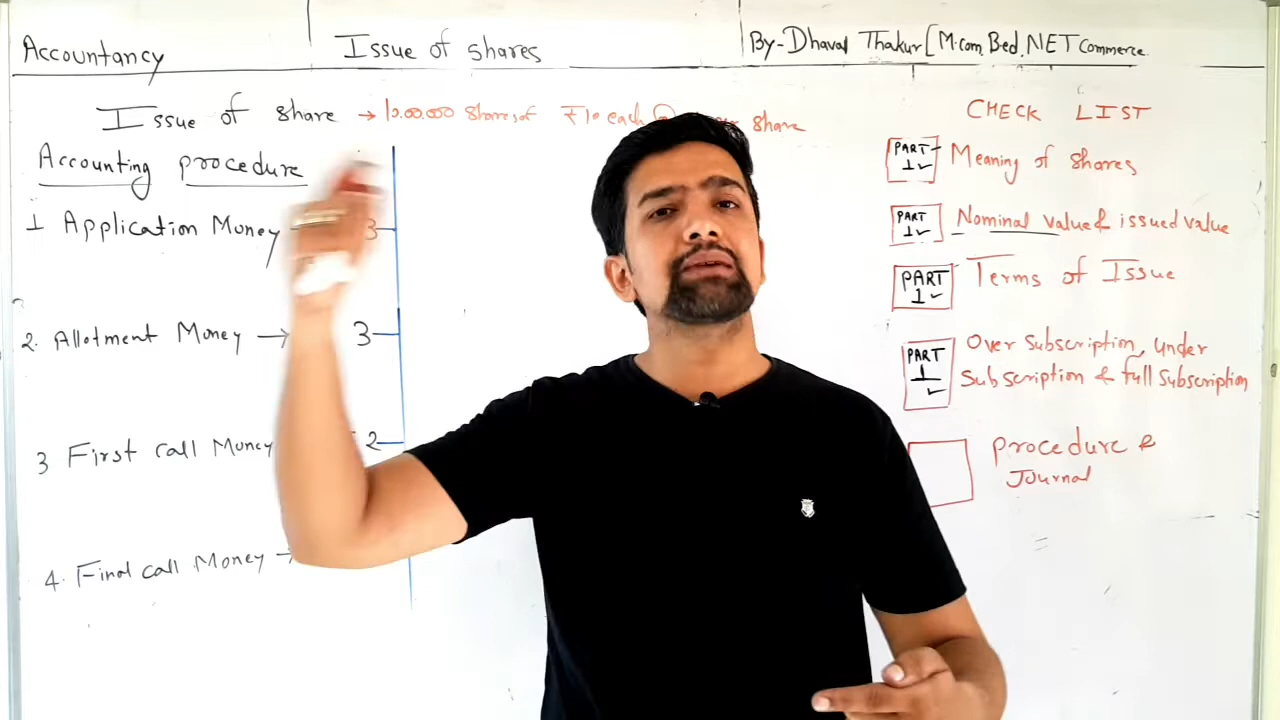 Accountancy
Issue of shares
By-Dhaval Thakur [M.com, Bed, NET Commerce
Issue of share → 10,00,000 shares of ₹10 each share
Accounting procedure
1 Application Money 3
2. Allotment Money → 3
3 First call Money 2
4. Final call Money →
CHECK LIST
PART 1 Meaning of shares
PART 1 Nominal value & issued value
PART 1 Terms of Issue
PART 1 Over Subscription, under
Subscription & full Subscription
procedure &
Journal